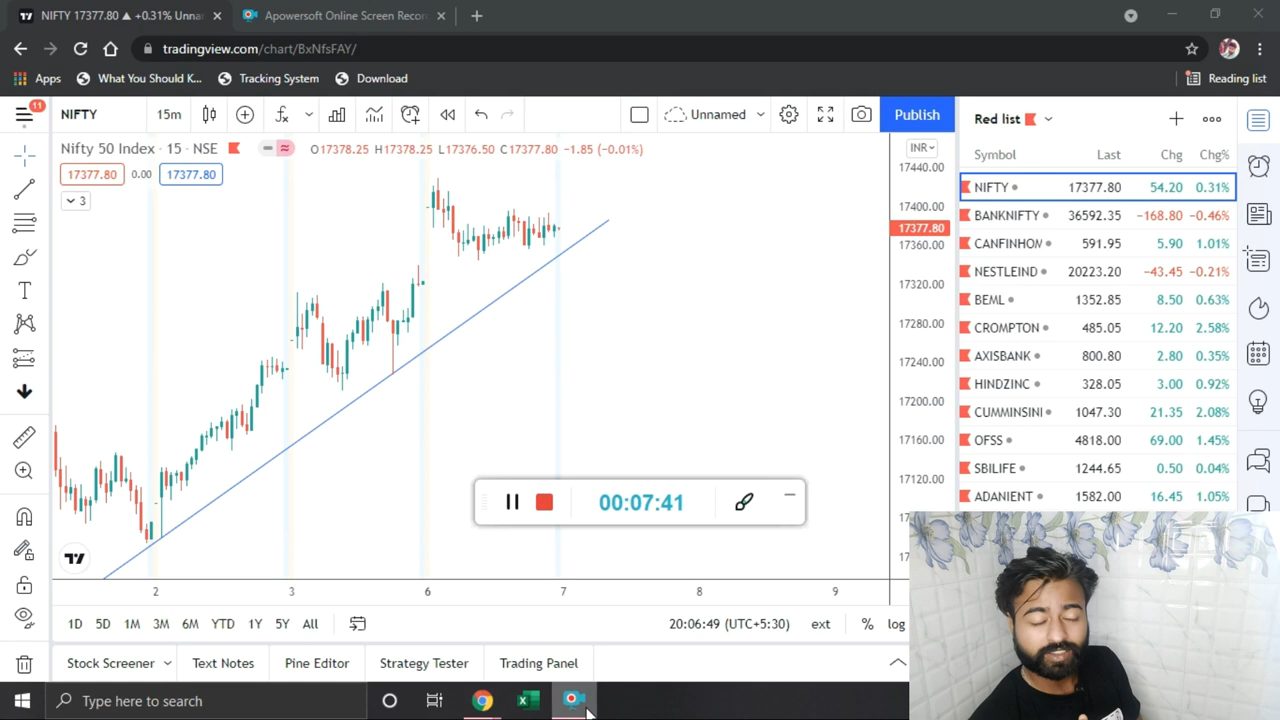 NIFTY 17377.80 ▲ +0.31% Unna
Apowersoft Online Screen Recor
tradingview.com/chart/BxNfsFAY/
Apps
What You Should K...
Tracking System
Download
Reading list
11
NIFTY
15m
Unnamed
Publish
Nifty 50 Index · 15 · NSE
O17378.25 H17378.25 L17376.50 C17377.80 -1.85 (-0.01%)
17377.80
0.00
17377.80
3
INR
17440.00
17400.00
17377.80
17360.00
17320.00
17280.00
17240.00
17200.00
17160.00
17120.00
Red list
Symbol Last Chg Chg%
NIFTY 17377.80 54.20 0.31%
BANKNIFTY 36592.35 -168.80 -0.46%
CANFINHOM 591.95 5.90 1.01%
NESTLEIND 20223.20 -43.45 -0.21%
BEML 1352.85 8.50 0.63%
CROMPTON 485.05 12.20 2.58%
AXISBANK 800.80 2.80 0.35%
HINDZINC 328.05 3.00 0.92%
CUMMINSINI 1047.30 21.35 2.08%
OFSS 4818.00 69.00 1.45%
SBILIFE 1244.65 0.50 0.04%
ADANIENT 1582.00 16.45 1.05%
00:07:41
2 3 6 7 8 9
1D 5D 1M 3M 6M YTD 1Y 5Y All
20:06:49 (UTC+5:30) ext % log
Stock Screener
Text Notes
Pine Editor
Strategy Tester
Trading Panel
Type here to search